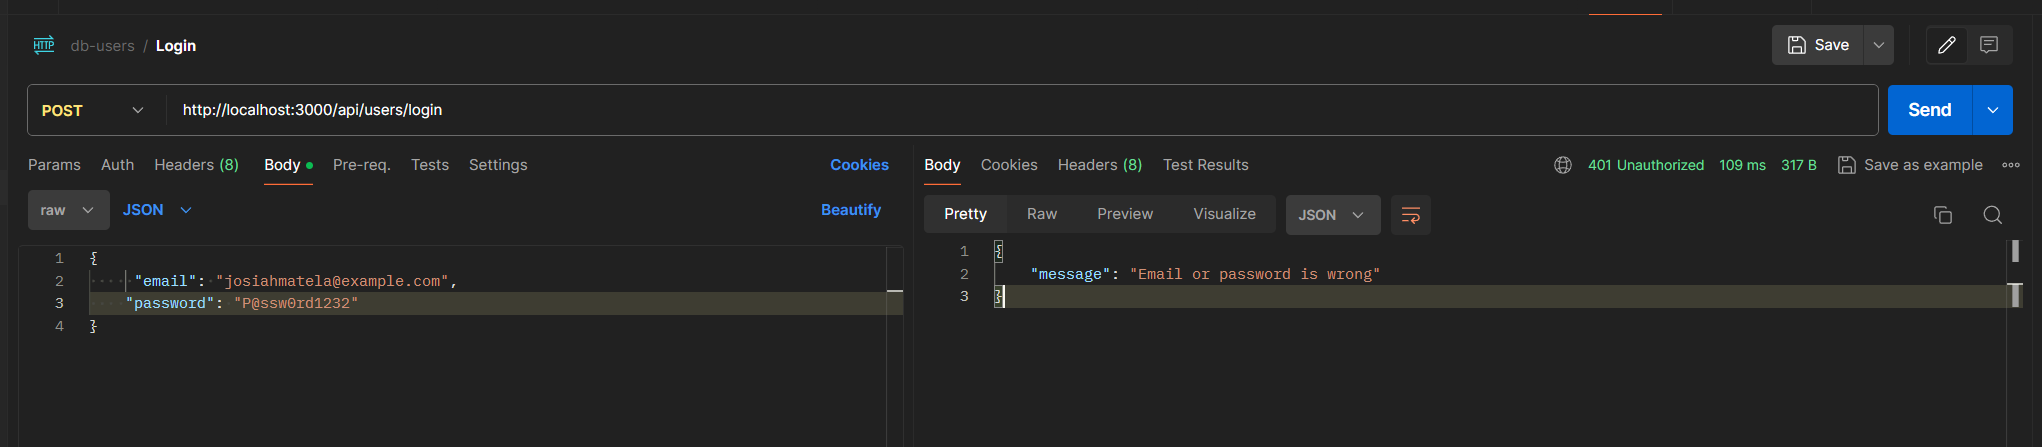 HTTP db-users / Login Save
POST http://localhost:3000/api/users/login Send
Params Auth Headers (8) Body Pre-req. Tests Settings Cookies
raw JSON Beautify
1 {
2 "email": "josiahmatela@example.com",
3 "password": "P@ssw0rd1232"
4 }
Body Cookies Headers (8) Test Results 401 Unauthorized 109 ms 317 B Save as example
Pretty Raw Preview Visualize JSON
1 {
2 "message": "Email or password is wrong"
3 }